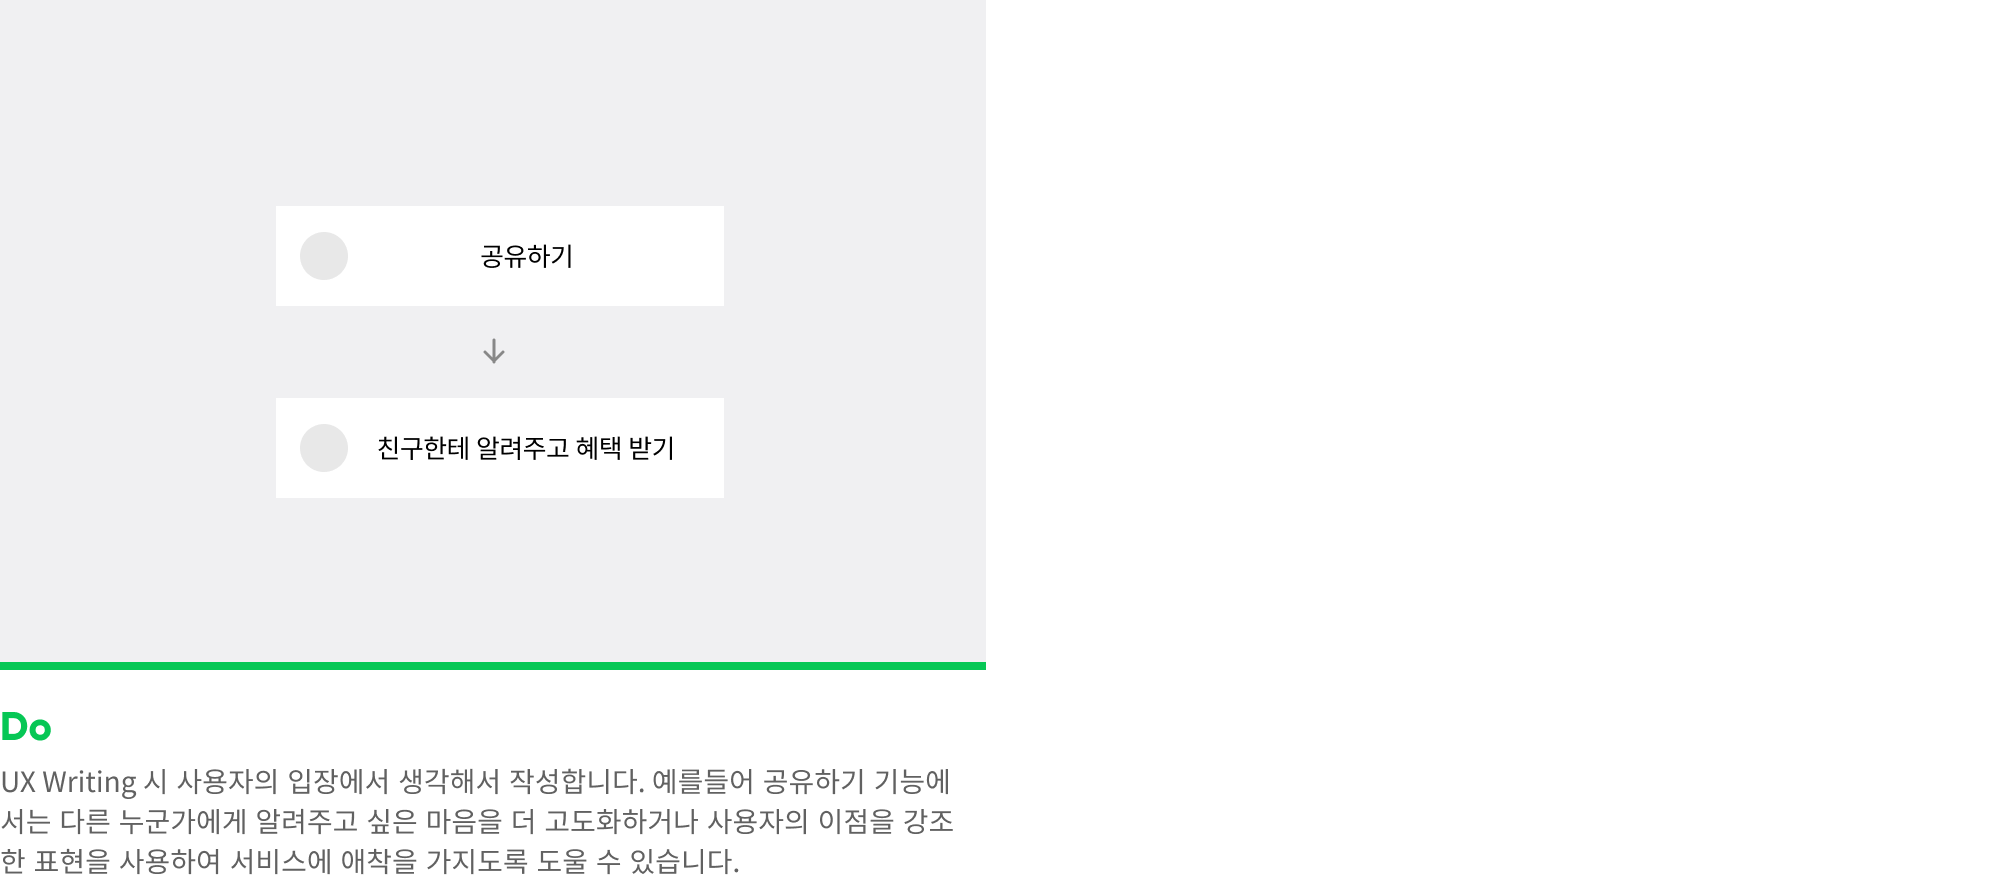 공유하기
친구한테 알려주고 혜택 받기
Do
UX Writing 시 사용자의 입장에서 생각해서 작성합니다. 예를들어 공유하기 기능에
서는 다른 누군가에게 알려주고 싶은 마음을 더 고도화하거나 사용자의 이점을 강조
한 표현을 사용하여 서비스에 애착을 가지도록 도울 수 있습니다.